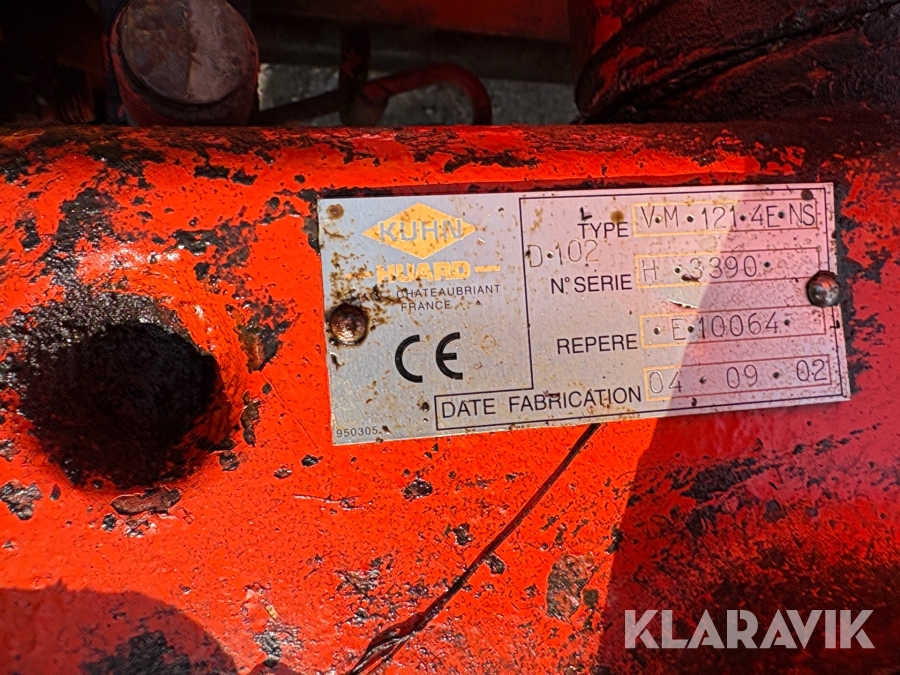 KUHN
HUARD
CHATEAUBRIANT
FRANCE
CE
950305
TYPE V·M·121·4E·NS
D·102
N° SERIE H·3390·
REPERE ·E·10064·
DATE FABRICATION 04·09·02
KLARAVIK